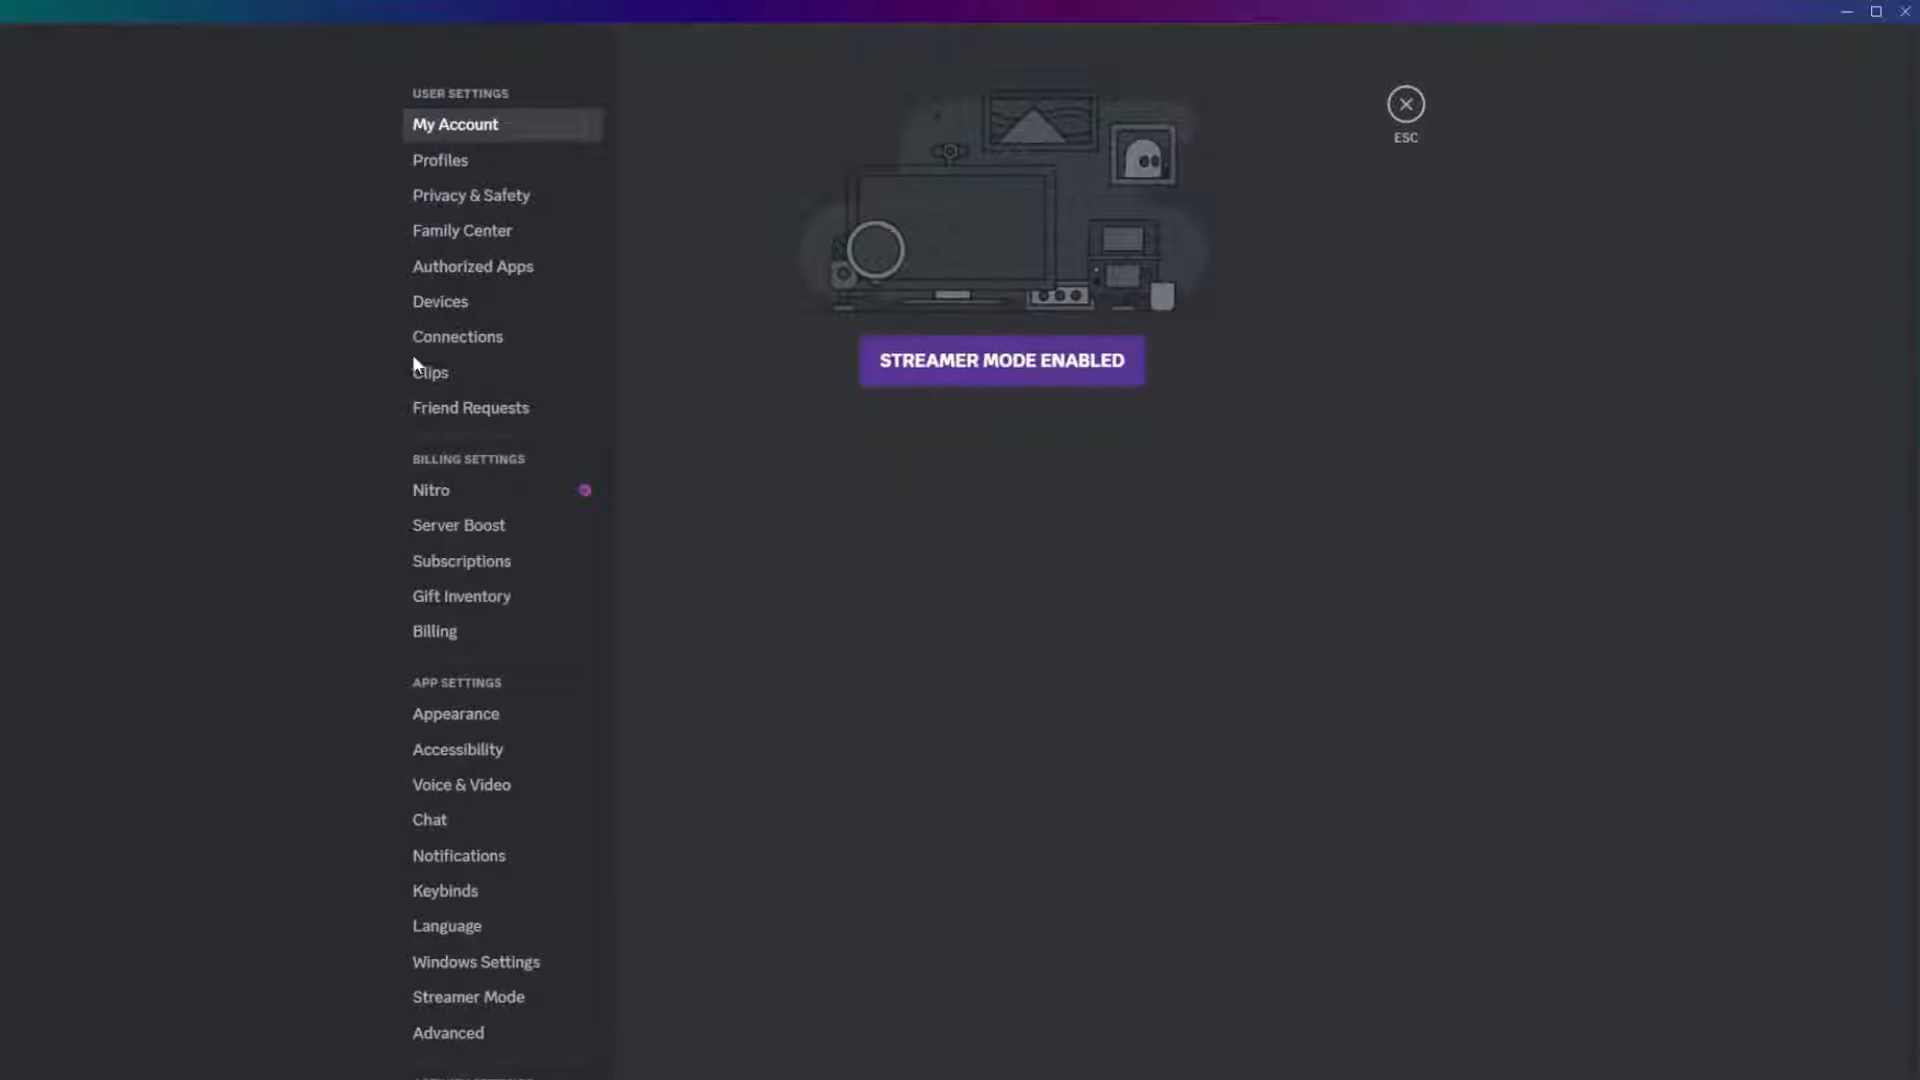 USER SETTINGS
My Account
Profiles
Privacy & Safety
Family Center
Authorized Apps
Devices
Connections
Clips
Friend Requests
BILLING SETTINGS
Nitro
Server Boost
Subscriptions
Gift Inventory
Billing
APP SETTINGS
Appearance
Accessibility
Voice & Video
Chat
Notifications
Keybinds
Language
Windows Settings
Streamer Mode
Advanced
ESC
STREAMER MODE ENABLED